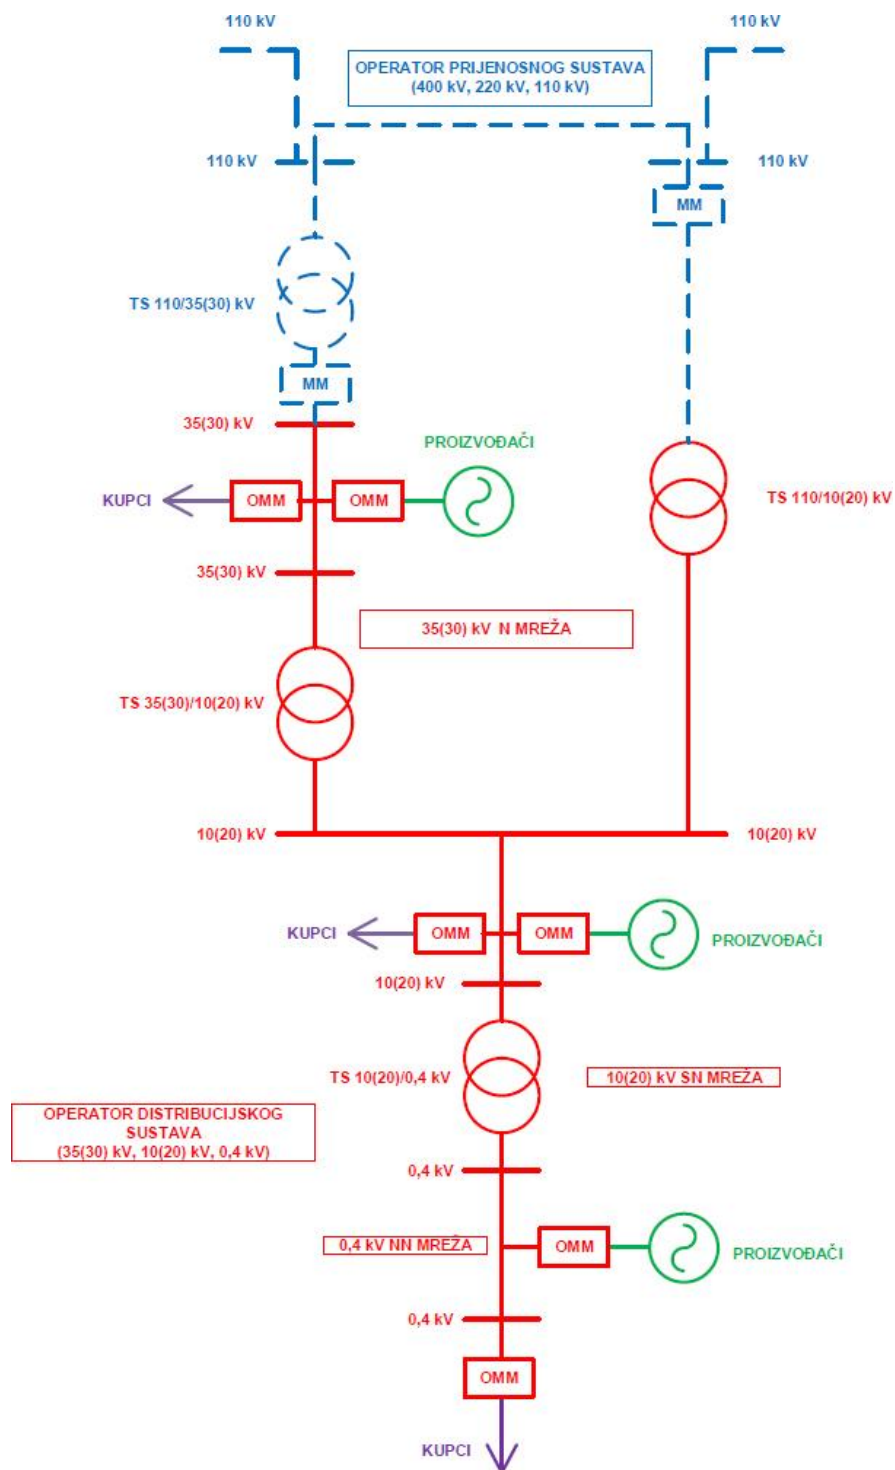 110 kV
110 kV
OPERATOR PRIJENOSNOG SUSTAVA
(400 kV, 220 kV, 110 kV)
110 kV
110 kV
MM
TS 110/35(30) kV
MM
35(30) kV
PROIZVOĐAČI
KUPCI
OMM
OMM
TS 110/10(20) kV
35(30) kV
35(30) kV N MREŽA
TS 35(30)/10(20) kV
10(20) kV
10(20) kV
KUPCI
OMM
OMM
PROIZVOĐAČI
10(20) kV
TS 10(20)/0,4 kV
10(20) kV SN MREŽA
OPERATOR DISTRIBUCIJSKOG
SUSTAVA
(35(30) kV, 10(20) kV, 0,4 kV)
0,4 kV
0,4 kV NN MREŽA
OMM
PROIZVOĐAČI
0,4 kV
OMM
KUPCI